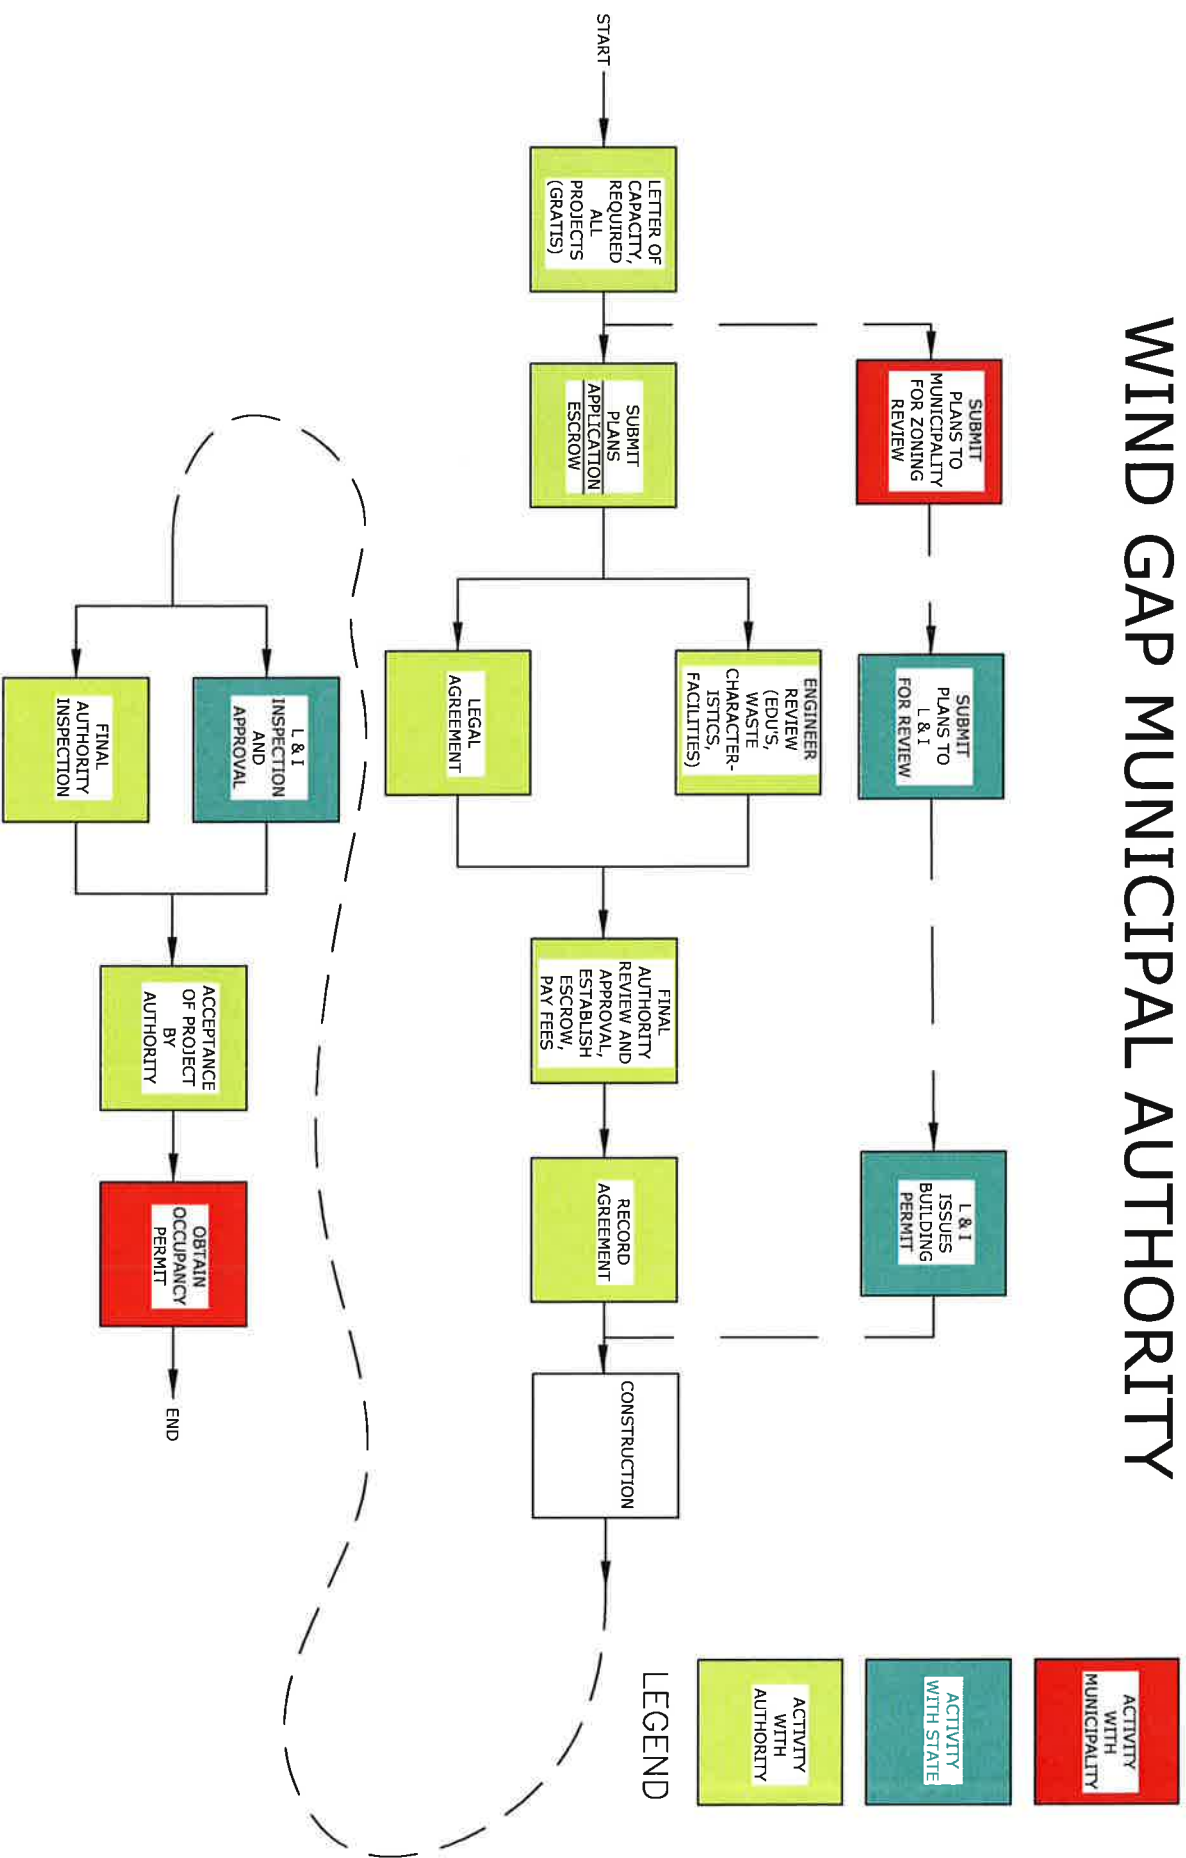 WIND GAP MUNICIPAL AUTHORITY
START
LETTER OF
CAPACITY,
REQUIRED
ALL
PROJECTS
(GRATIS)
SUBMIT
PLANS TO
MUNICIPALITY
FOR ZONING
REVIEW
SUBMIT
PLANS TO
L & I
FOR REVIEW
L & I
ISSUES
BUILDING
PERMIT
SUBMIT
PLANS
APPLICATION
ESCROW
ENGINEER
REVIEW
(EDU'S,
WASTE
CHARACTER-
ISTICS,
FACILITIES)
LEGAL
AGREEMENT
FINAL
AUTHORITY
REVIEW AND
APPROVAL,
ESTABLISH
ESCROW,
PAY FEES
RECORD
AGREEMENT
CONSTRUCTION
L & I
INSPECTION
AND
APPROVAL
FINAL
AUTHORITY
INSPECTION
ACCEPTANCE
OF PROJECT
BY
AUTHORITY
OBTAIN
OCCUPANCY
PERMIT
END
ACTIVITY
WITH
MUNICIPALITY
ACTIVITY
WITH STATE
ACTIVITY
WITH
AUTHORITY
LEGEND